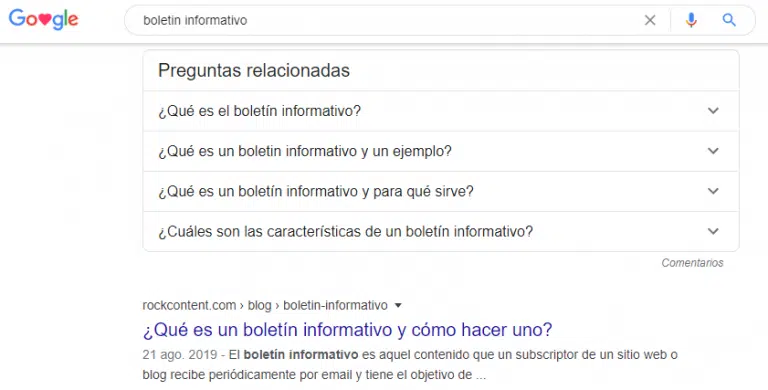 Go♥gle
boletin informativo
Preguntas relacionadas
¿Qué es el boletín informativo?
¿Qué es un boletin informativo y un ejemplo?
¿Qué es un boletín informativo y para qué sirve?
¿Cuáles son las características de un boletín informativo?
Comentarios
rockcontent.com › blog › boletin-informativo
¿Qué es un boletín informativo y cómo hacer uno?
21 ago. 2019 - El boletín informativo es aquel contenido que un subscriptor de un sitio web o
blog recibe periódicamente por email y tiene el objetivo de ...